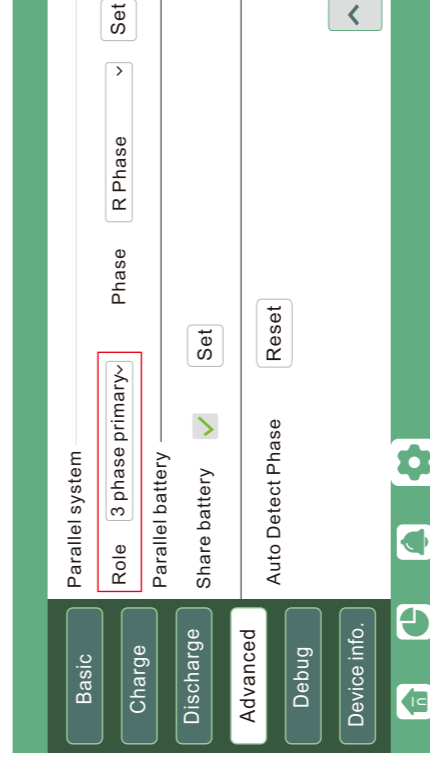 Basic
Charge
Discharge
Advanced
Debug
Device info.
Parallel system
Role 3 phase primary Phase R Phase Set
Parallel battery
Share battery Set
Auto Detect Phase Reset